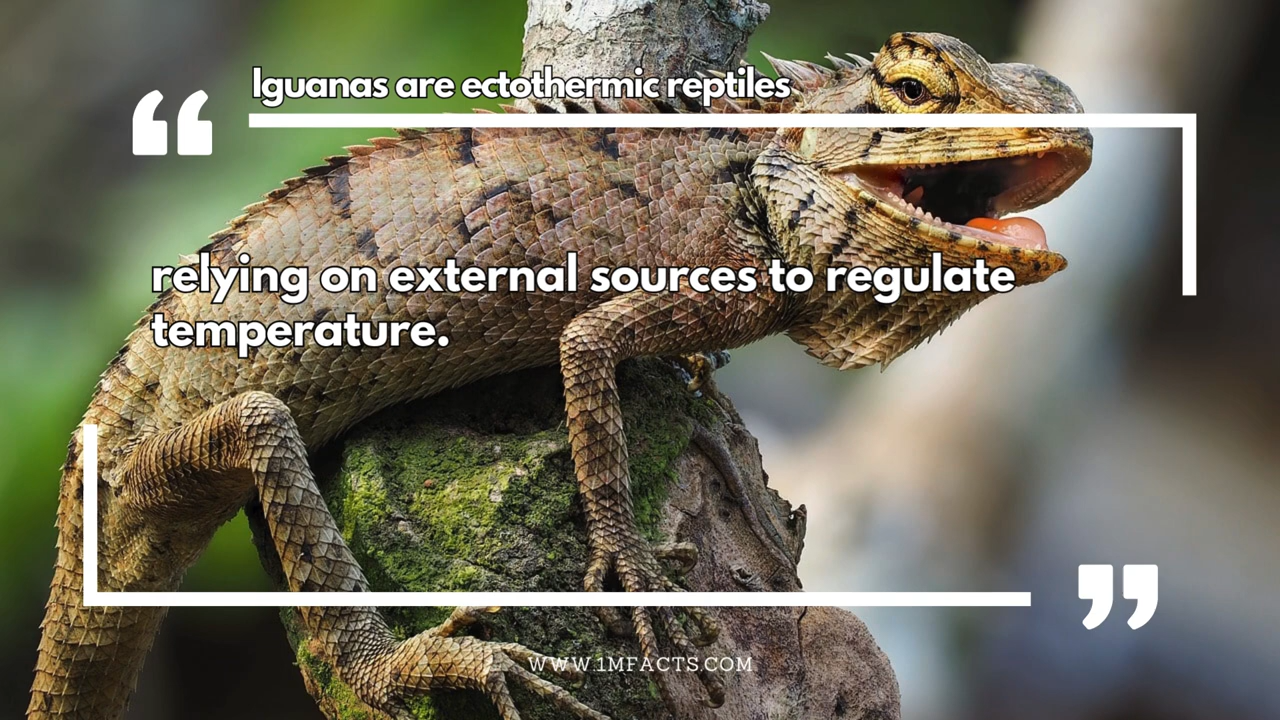 Iguanas are ectothermic reptiles
relying on external sources to regulate
temperature.
WWW.1MFACTS.COM